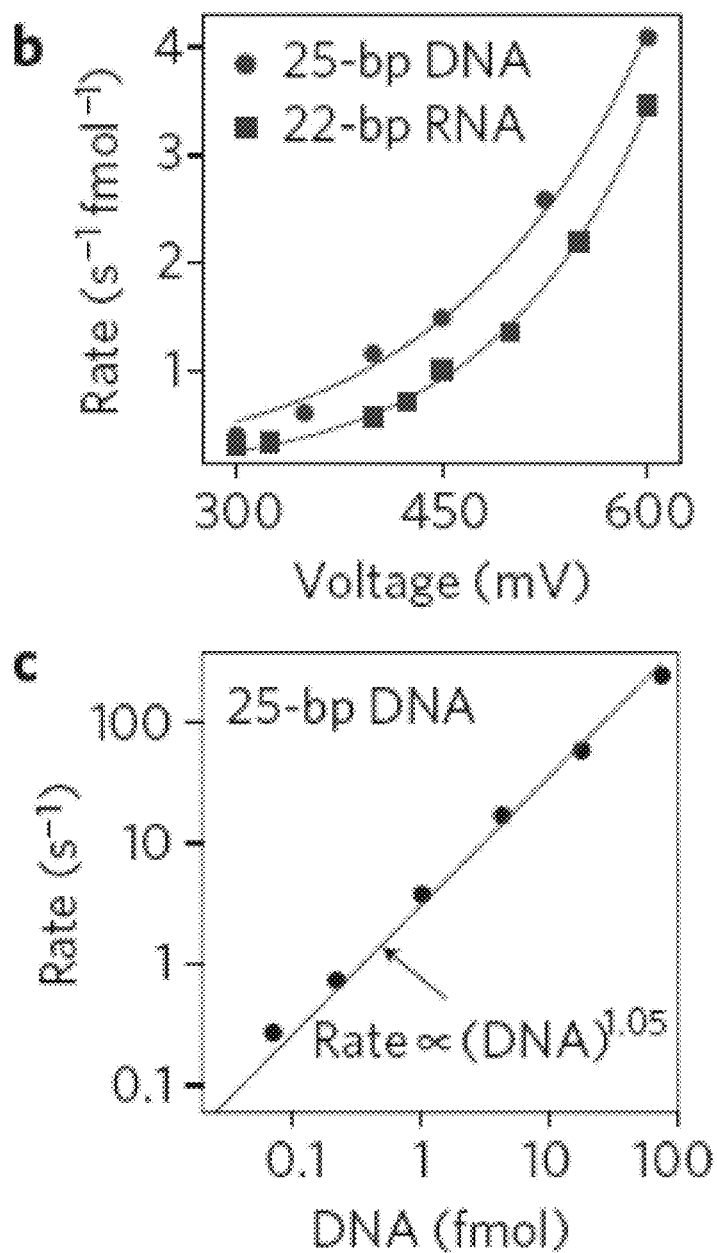 b
Rate (s⁻¹ fmol⁻¹)
4
3
2
1
25-bp DNA
22-bp RNA
300 450 600
Voltage (mV)
c
Rate (s⁻¹)
100
10
1
0.1
25-bp DNA
Rate ∝ (DNA)¹·⁰⁵
0.1 1 10 100
DNA (fmol)